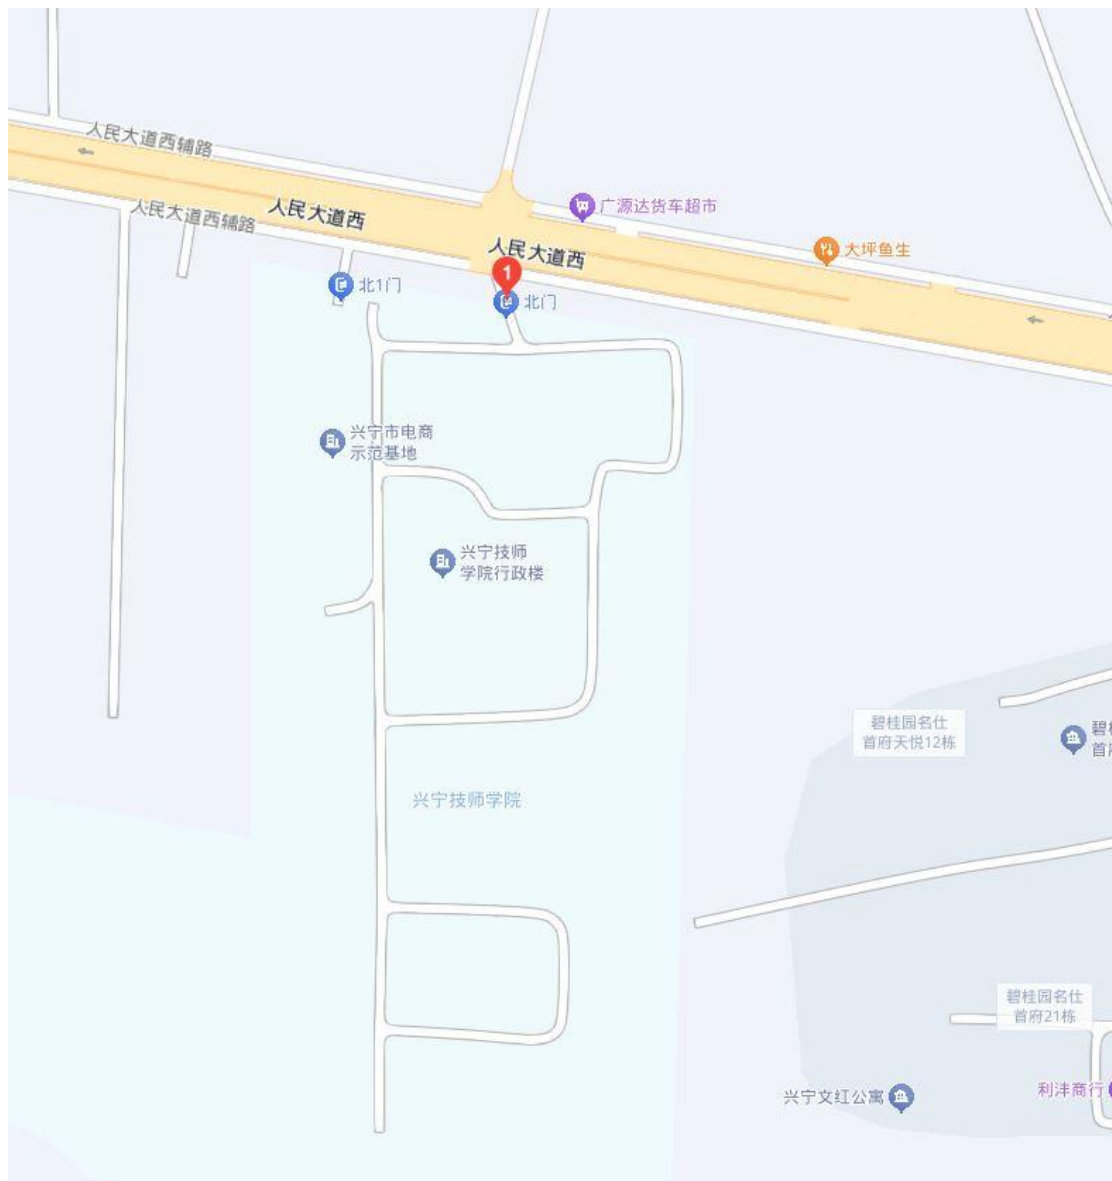 人民大道西辅路
人民大道西辅路
人民大道西
广源达货车超市
人民大道西
大坪鱼生
1
北1门
北门
兴宁市电商
示范基地
兴宁技师
学院行政楼
碧桂园名仕
首府天悦12栋
碧桂
首府
兴宁技师学院
碧桂园名仕
首府21栋
兴宁文红公寓
利沣商行